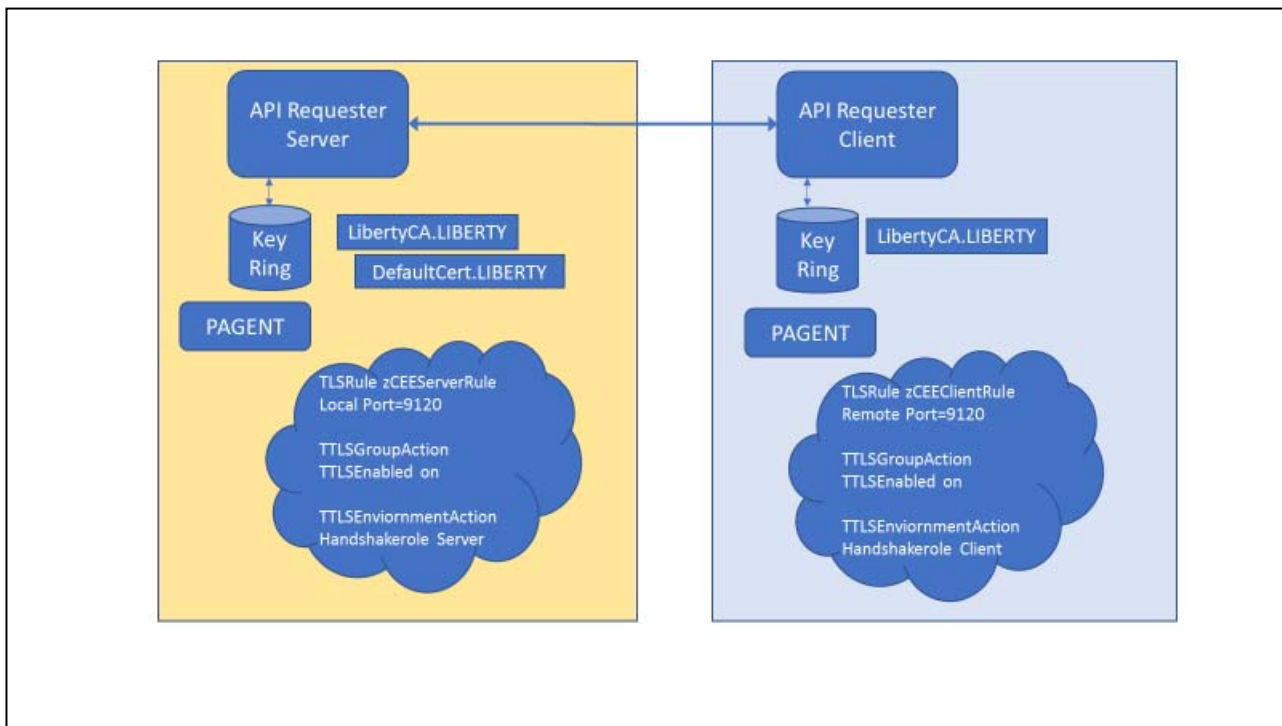 API Requester
Server
Key
Ring
LibertyCA.LIBERTY
DefaultCert.LIBERTY
PAGENT
TLSRule zCEEServerRule
Local Port=9120
TTLSGroupAction
TTLSEnabled on
TTLSEnviornmentAction
Handshakerole Server
API Requester
Client
Key
Ring
LibertyCA.LIBERTY
PAGENT
TLSRule zCEEClientRule
Remote Port=9120
TTLSGroupAction
TTLSEnabled on
TTLSEnviornmentAction
Handshakerole Client